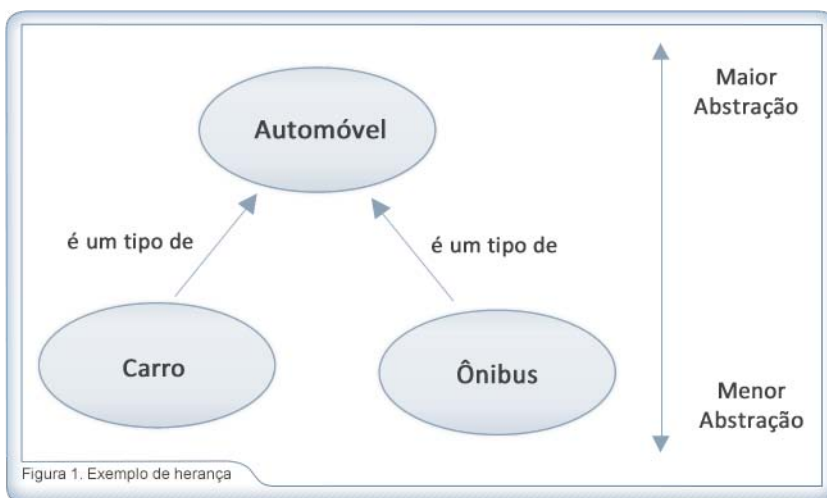 Automóvel
Maior
Abstração
é um tipo de
é um tipo de
Carro
Ônibus
Menor
Abstração
Figura 1. Exemplo de herança